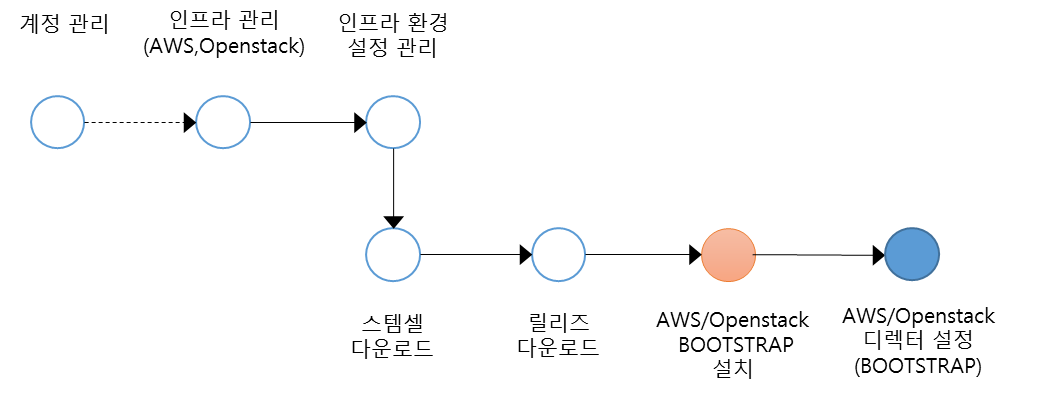 계정 관리
인프라 관리
(AWS,Openstack)
인프라 환경
설정 관리
스템셀
다운로드
릴리즈
다운로드
AWS/Openstack
BOOTSTRAP
설치
AWS/Openstack
디렉터 설정
(BOOTSTRAP)